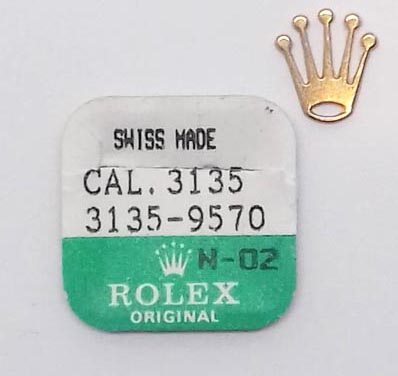 SWISS MADE
CAL. 3135
3135-9570
N-02
ROLEX
ORIGINAL